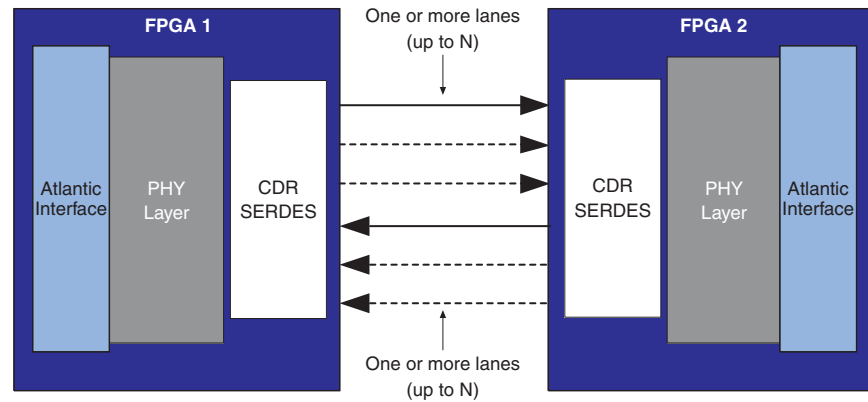 FPGA 1
One or more lanes
(up to N)
FPGA 2
Atlantic
Interface
PHY
Layer
CDR
SERDES
CDR
SERDES
PHY
Layer
Atlantic
Interface
One or more lanes
(up to N)